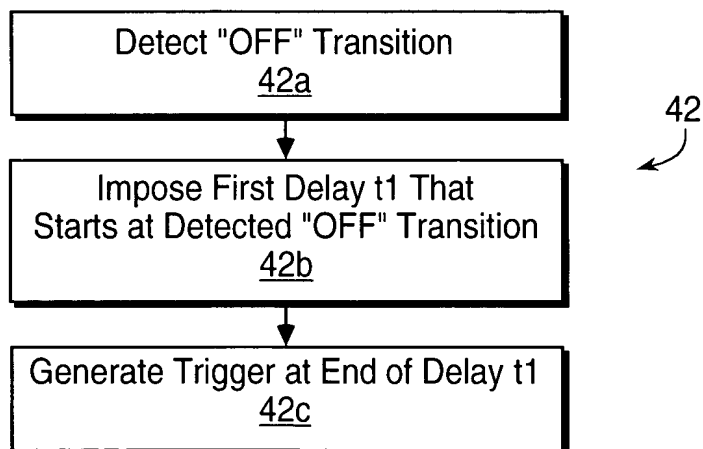 Detect "OFF" Transition
42a
42
Impose First Delay t1 That
Starts at Detected "OFF" Transition
42b
Generate Trigger at End of Delay t1
42c